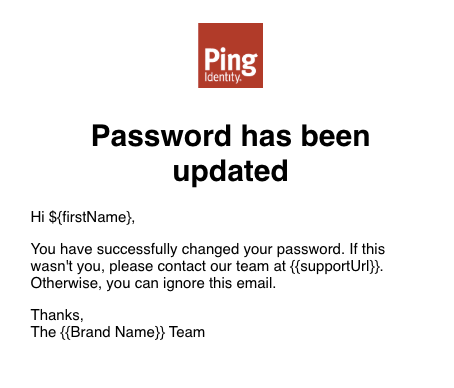 Ping
Identity.
Password has been
updated
Hi ${firstName},
You have successfully changed your password. If this
wasn't you, please contact our team at {{supportUrl}}.
Otherwise, you can ignore this email.
Thanks,
The {{Brand Name}} Team